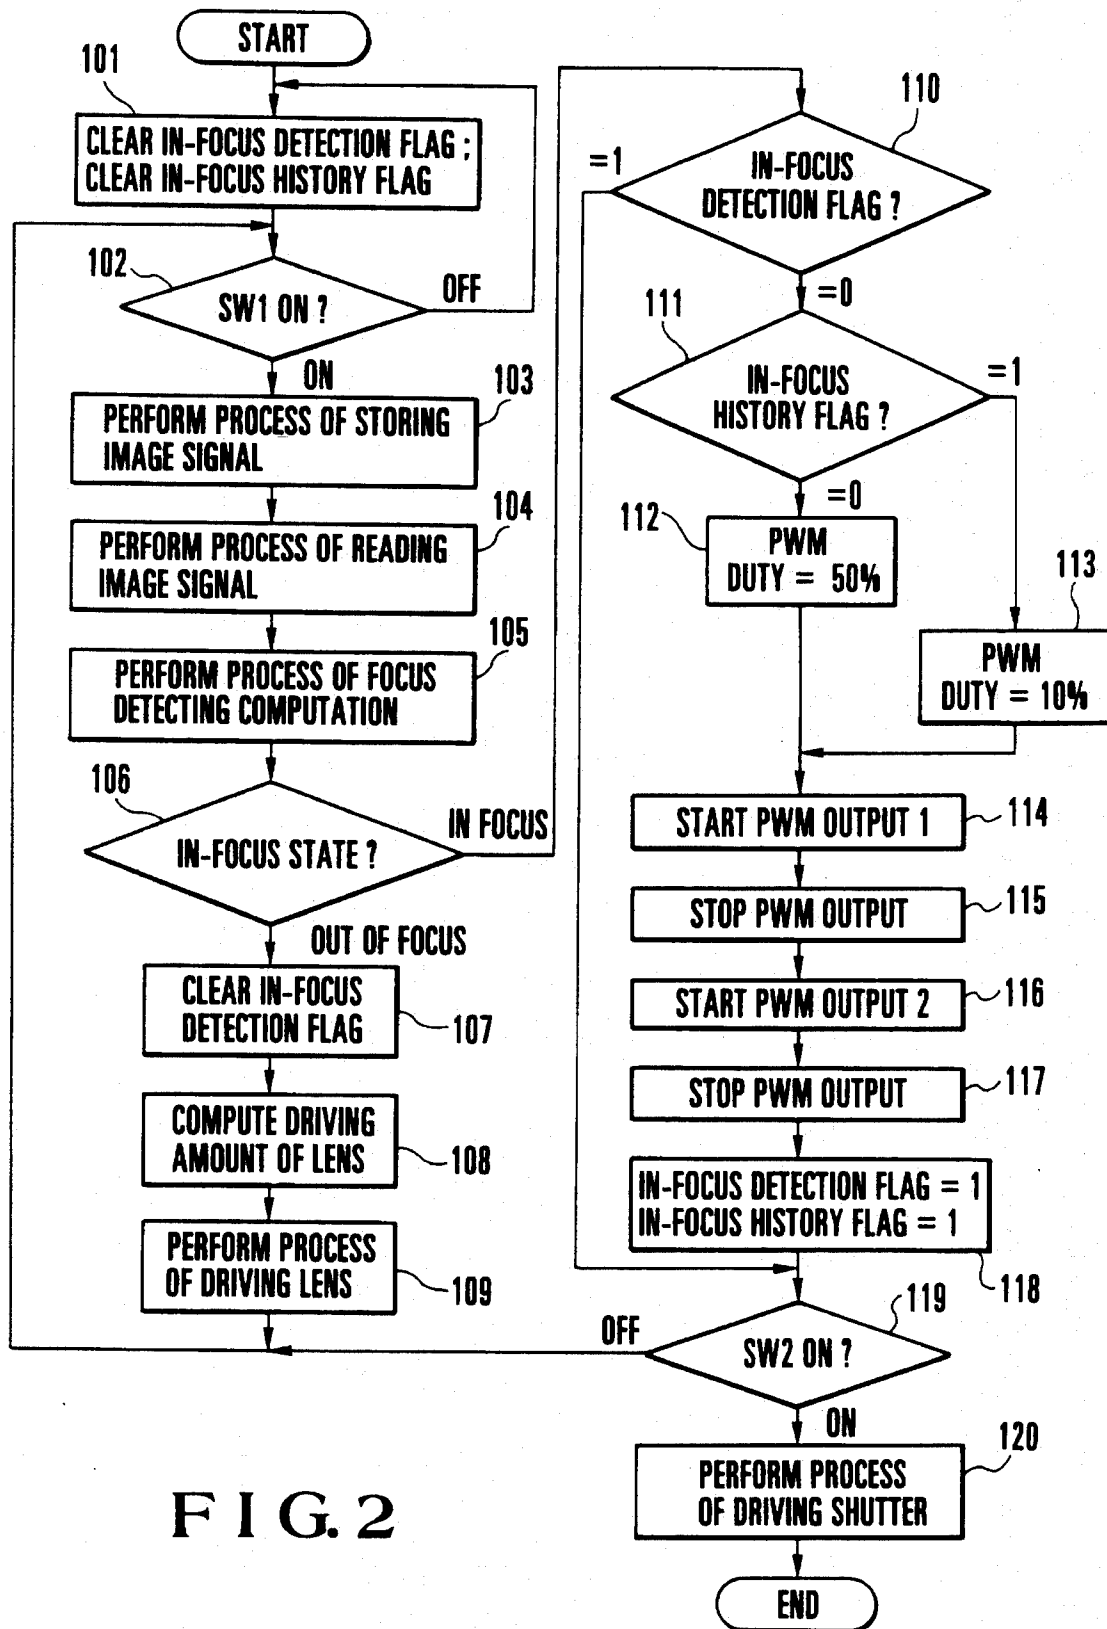 START
101
CLEAR IN-FOCUS DETECTION FLAG ;
CLEAR IN-FOCUS HISTORY FLAG
102
SW1 ON ?
OFF
ON
103
PERFORM PROCESS OF STORING
IMAGE SIGNAL
104
PERFORM PROCESS OF READING
IMAGE SIGNAL
105
PERFORM PROCESS OF FOCUS
DETECTING COMPUTATION
106
IN-FOCUS STATE ?
IN FOCUS
OUT OF FOCUS
CLEAR IN-FOCUS
DETECTION FLAG
107
COMPUTE DRIVING
AMOUNT OF LENS
108
PERFORM PROCESS
OF DRIVING LENS
109
110
=1
IN-FOCUS
DETECTION FLAG ?
=0
111
IN-FOCUS
HISTORY FLAG ?
=1
=0
112
PWM
DUTY = 50%
113
PWM
DUTY = 10%
START PWM OUTPUT 1
114
STOP PWM OUTPUT
115
START PWM OUTPUT 2
116
STOP PWM OUTPUT
117
IN-FOCUS DETECTION FLAG = 1
IN-FOCUS HISTORY FLAG = 1
118
119
SW2 ON ?
OFF
ON
120
PERFORM PROCESS
OF DRIVING SHUTTER
END
FIG.2